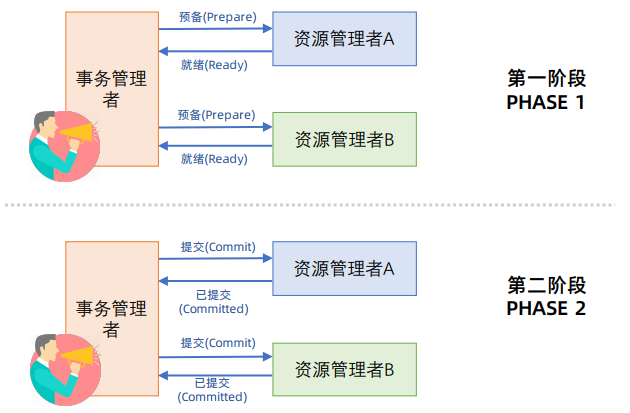 预备(Prepare)
资源管理者A
就绪(Ready)
事务管理
者
预备(Prepare)
资源管理者B
就绪(Ready)
第一阶段
PHASE 1
提交(Commit)
资源管理者A
已提交
(Committed)
事务管理
者
提交(Commit)
资源管理者B
已提交
(Committed)
第二阶段
PHASE 2